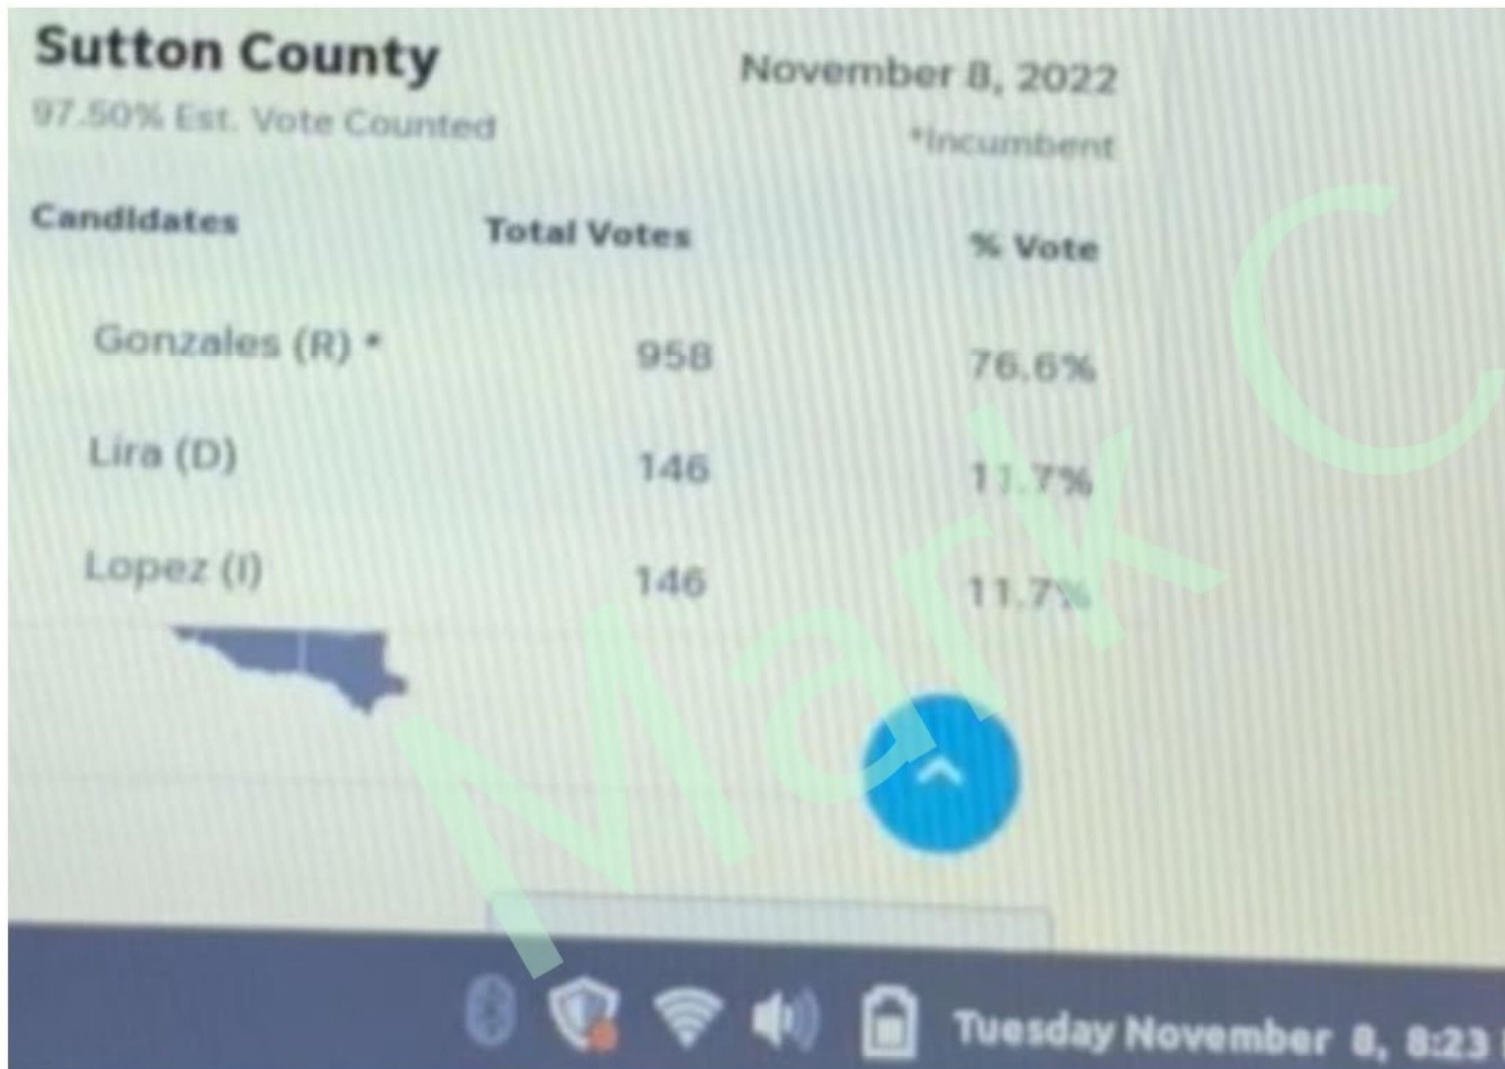 Sutton County
November 8, 2022
97.50% Est. Vote Counted
*Incumbent
Candidates Total Votes % Vote
Gonzales (R) * 958 76.6%
Lira (D) 146 11.7%
Lopez (I) 146 11.7%
Mark C
Tuesday November 8, 8:23